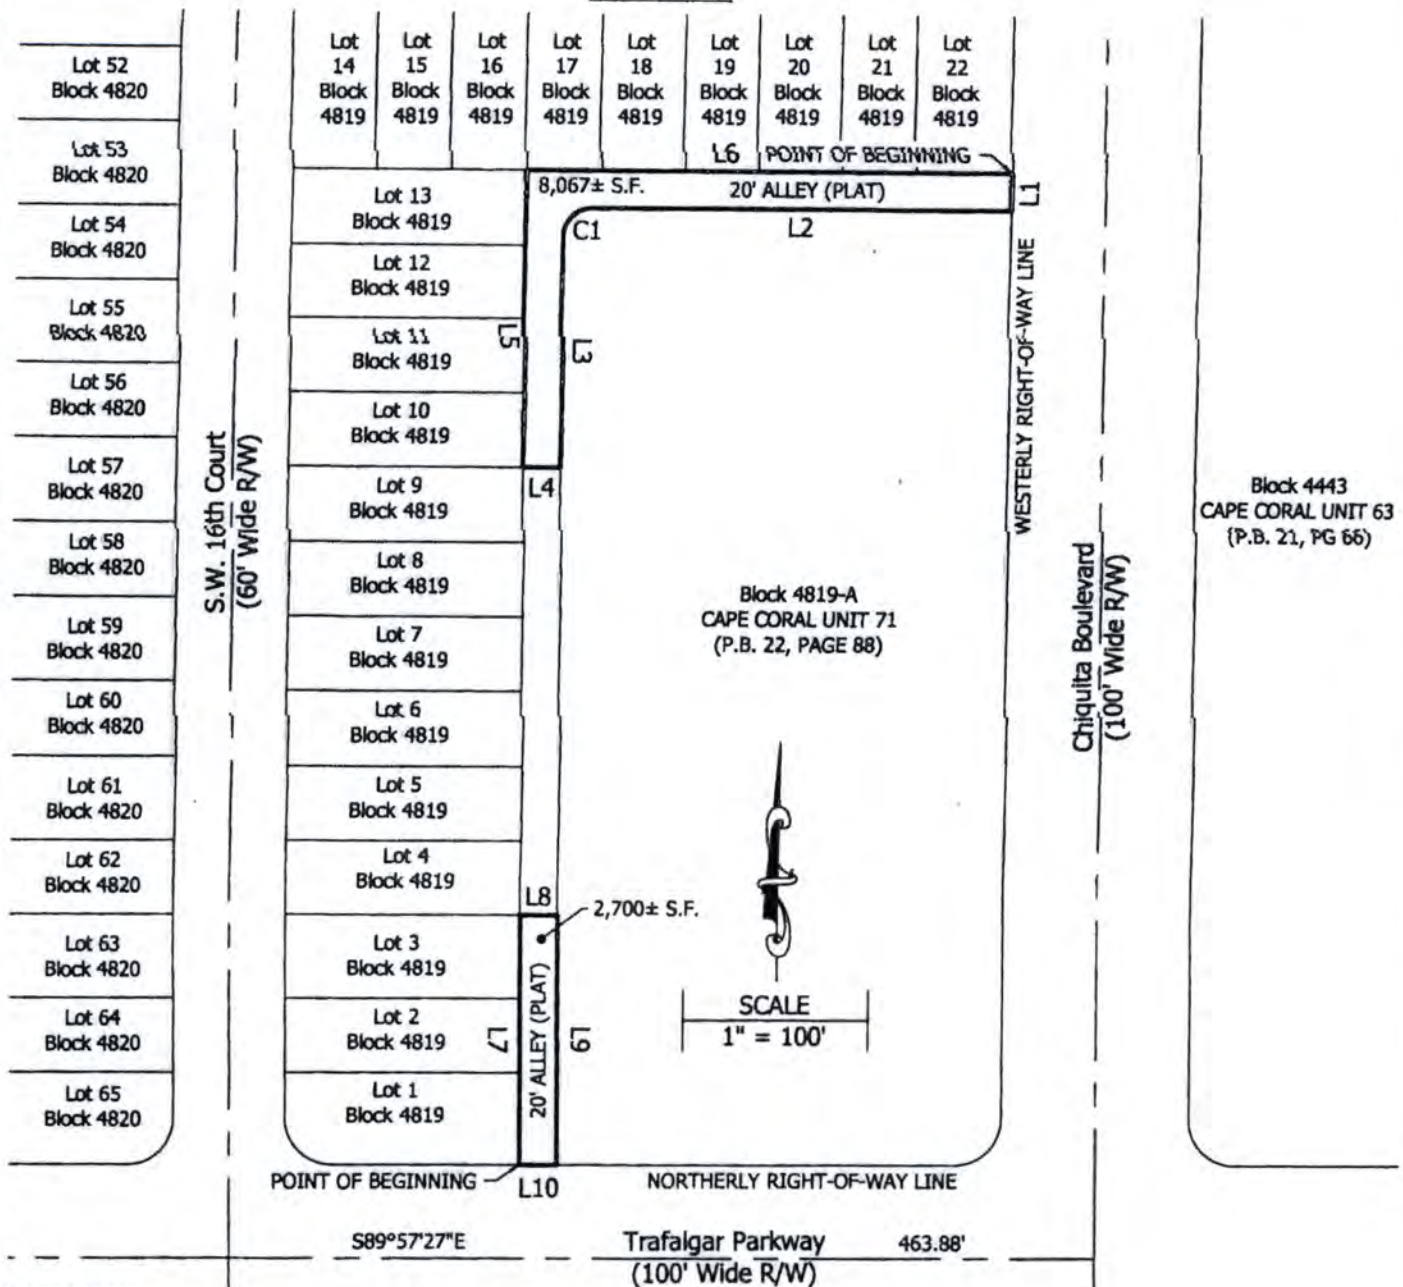 Lot 52
Block 4820
Lot 53
Block 4820
Lot 54
Block 4820
Lot 55
Block 4820
Lot 56
Block 4820
Lot 57
Block 4820
Lot 58
Block 4820
Lot 59
Block 4820
Lot 60
Block 4820
Lot 61
Block 4820
Lot 62
Block 4820
Lot 63
Block 4820
Lot 64
Block 4820
Lot 65
Block 4820
S.W. 16th Court
(60' Wide R/W)
Lot
14
Block
4819
Lot
15
Block
4819
Lot
16
Block
4819
Lot
17
Block
4819
Lot
18
Block
4819
Lot
19
Block
4819
Lot
20
Block
4819
Lot
21
Block
4819
Lot
22
Block
4819
L6
POINT OF BEGINNING
8,067± S.F.
20' ALLEY (PLAT)
L1
C1
L2
Lot 13
Block 4819
Lot 12
Block 4819
Lot 11
Block 4819
Lot 10
Block 4819
Lot 9
Block 4819
Lot 8
Block 4819
Lot 7
Block 4819
Lot 6
Block 4819
Lot 5
Block 4819
Lot 4
Block 4819
Lot 3
Block 4819
Lot 2
Block 4819
Lot 1
Block 4819
L5
L3
L4
WESTERLY RIGHT-OF-WAY LINE
Block 4819-A
CAPE CORAL UNIT 71
(P.B. 22, PAGE 88)
Chiquita Boulevard
(100' Wide R/W)
Block 4443
CAPE CORAL UNIT 63
(P.B. 21, PG 66)
L8
2,700± S.F.
20' ALLEY (PLAT)
L7
L9
SCALE
1" = 100'
POINT OF BEGINNING
L10
NORTHERLY RIGHT-OF-WAY LINE
S89°57'27"E
Trafalgar Parkway
463.88'
(100' Wide R/W)